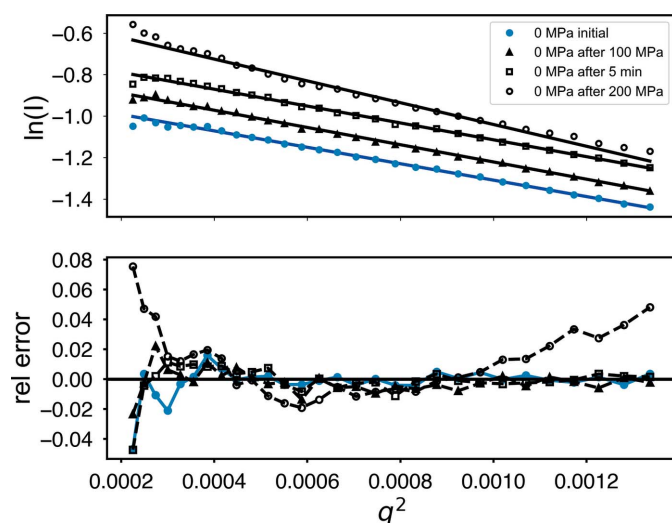 −0.6
−0.8
−1.0
−1.2
−1.4
ln(I)
0 MPa initial
0 MPa after 100 MPa
0 MPa after 5 min
0 MPa after 200 MPa
0.08
0.06
0.04
0.02
0.00
−0.02
−0.04
rel error
0.0002 0.0004 0.0006 0.0008 0.0010 0.0012
q²